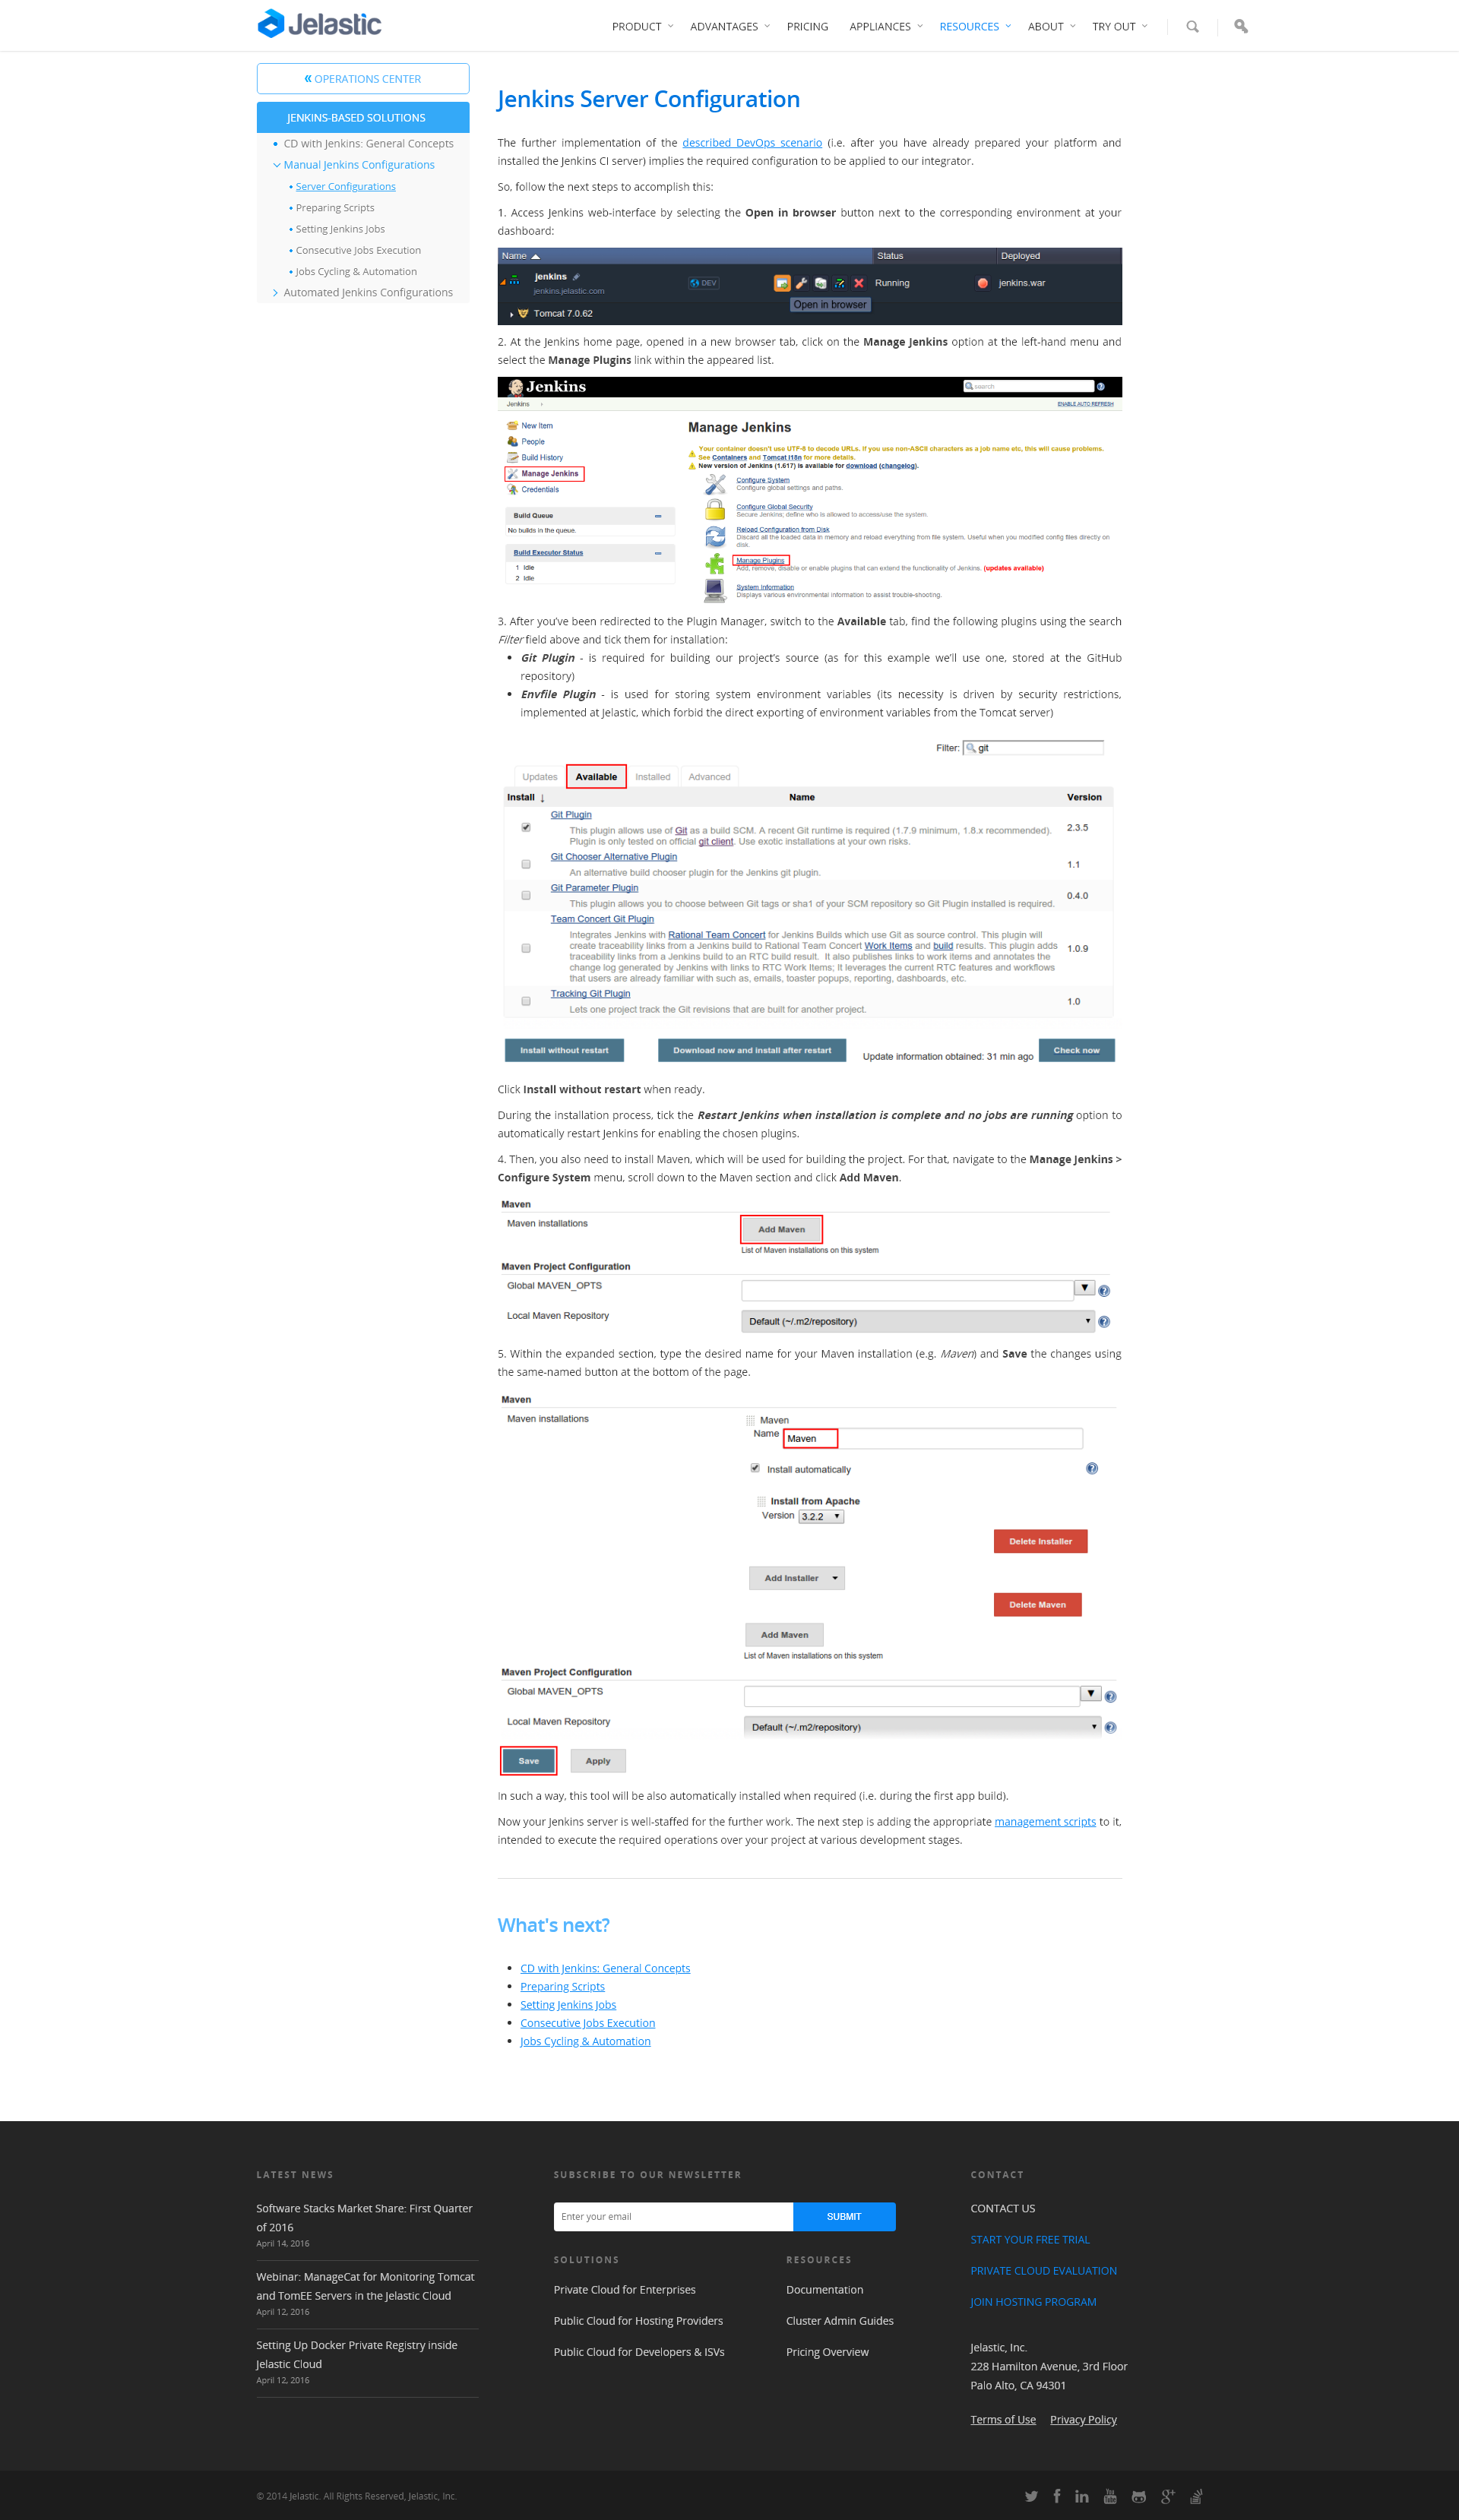 Jelastic
PRODUCT
ADVANTAGES
PRICING
APPLIANCES
RESOURCES
ABOUT
TRY OUT
« OPERATIONS CENTER
JENKINS-BASED SOLUTIONS
CD with Jenkins: General Concepts
Manual Jenkins Configurations
Server Configurations
Preparing Scripts
Setting Jenkins Jobs
Consecutive Jobs Execution
Jobs Cycling & Automation
Automated Jenkins Configurations
Jenkins Server Configuration
The further implementation of the described DevOps scenario (i.e. after you have already prepared your platform and
installed the Jenkins CI server) implies the required configuration to be applied to our integrator.
So, follow the next steps to accomplish this:
1. Access Jenkins web-interface by selecting the Open in browser button next to the corresponding environment at your
dashboard:
Name Status Deployed
jenkins
jenkins.jelastic.com
DEV
Running
jenkins.war
Open in browser
Tomcat 7.0.62
2. At the Jenkins home page, opened in a new browser tab, click on the Manage Jenkins option at the left-hand menu and
select the Manage Plugins link within the appeared list.
Jenkins
search
Jenkins
ENABLE AUTO REFRESH
New Item
People
Build History
Manage Jenkins
Credentials
Build Queue
No builds in the queue.
Build Executor Status
1 Idle
2 Idle
Manage Jenkins
Your container doesn't use UTF-8 to decode URLs. If you use non-ASCII characters as a job name etc, this will cause problems.
See Containers and Tomcat i18n for more details.
New version of Jenkins (1.617) is available for download (changelog).
Configure System
Configure global settings and paths.
Configure Global Security
Secure Jenkins; define who is allowed to access/use the system.
Reload Configuration from Disk
Discard all the loaded data in memory and reload everything from file system. Useful when you modified config files directly on
disk.
Manage Plugins
Add, remove, disable or enable plugins that can extend the functionality of Jenkins. (updates available)
System Information
Displays various environmental information to assist trouble-shooting.
3. After you've been redirected to the Plugin Manager, switch to the Available tab, find the following plugins using the search
Filter field above and tick them for installation:
• Git Plugin - is required for building our project's source (as for this example we'll use one, stored at the GitHub
repository)
• Envfile Plugin - is used for storing system environment variables (its necessity is driven by security restrictions,
implemented at Jelastic, which forbid the direct exporting of environment variables from the Tomcat server)
Filter: git
Updates Available Installed Advanced
Install ↓ Name Version
Git Plugin
This plugin allows use of Git as a build SCM. A recent Git runtime is required (1.7.9 minimum, 1.8.x recommended).
Plugin is only tested on official git client. Use exotic installations at your own risks.
2.3.5
Git Chooser Alternative Plugin
An alternative build chooser plugin for the Jenkins git plugin.
1.1
Git Parameter Plugin
This plugin allows you to choose between Git tags or sha1 of your SCM repository so Git Plugin installed is required.
0.4.0
Team Concert Git Plugin
Integrates Jenkins with Rational Team Concert for Jenkins Builds which use Git as source control. This plugin will
create traceability links from a Jenkins build to Rational Team Concert Work Items and build results. This plugin adds
traceability links from a Jenkins build to an RTC build result. It also publishes links to work items and annotates the
change log generated by Jenkins with links to RTC Work Items; It leverages the current RTC features and workflows
that users are already familiar with such as, emails, toaster popups, reporting, dashboards, etc.
1.0.9
Tracking Git Plugin
Lets one project track the Git revisions that are built for another project.
1.0
Install without restart
Download now and install after restart
Update information obtained: 31 min ago
Check now
Click Install without restart when ready.
During the installation process, tick the Restart Jenkins when installation is complete and no jobs are running option to
automatically restart Jenkins for enabling the chosen plugins.
4. Then, you also need to install Maven, which will be used for building the project. For that, navigate to the Manage Jenkins >
Configure System menu, scroll down to the Maven section and click Add Maven.
Maven
Maven installations
Add Maven
List of Maven installations on this system
Maven Project Configuration
Global MAVEN_OPTS
Local Maven Repository
Default (~/.m2/repository)
5. Within the expanded section, type the desired name for your Maven installation (e.g. Maven) and Save the changes using
the same-named button at the bottom of the page.
Maven
Maven installations
Maven
Name Maven
Install automatically
Install from Apache
Version 3.2.2
Delete Installer
Add Installer
Delete Maven
Add Maven
List of Maven installations on this system
Maven Project Configuration
Global MAVEN_OPTS
Local Maven Repository
Default (~/.m2/repository)
Save
Apply
In such a way, this tool will be also automatically installed when required (i.e. during the first app build).
Now your Jenkins server is well-staffed for the further work. The next step is adding the appropriate management scripts to it,
intended to execute the required operations over your project at various development stages.
What's next?
• CD with Jenkins: General Concepts
• Preparing Scripts
• Setting Jenkins Jobs
• Consecutive Jobs Execution
• Jobs Cycling & Automation
LATEST NEWS
Software Stacks Market Share: First Quarter
of 2016
April 14, 2016
Webinar: ManageCat for Monitoring Tomcat
and TomEE Servers in the Jelastic Cloud
April 12, 2016
Setting Up Docker Private Registry inside
Jelastic Cloud
April 12, 2016
SUBSCRIBE TO OUR NEWSLETTER
Enter your email
SUBMIT
SOLUTIONS
Private Cloud for Enterprises
Public Cloud for Hosting Providers
Public Cloud for Developers & ISVs
RESOURCES
Documentation
Cluster Admin Guides
Pricing Overview
CONTACT
CONTACT US
START YOUR FREE TRIAL
PRIVATE CLOUD EVALUATION
JOIN HOSTING PROGRAM
Jelastic, Inc.
228 Hamilton Avenue, 3rd Floor
Palo Alto, CA 94301
Terms of Use Privacy Policy
© 2014 Jelastic. All Rights Reserved, Jelastic, Inc.